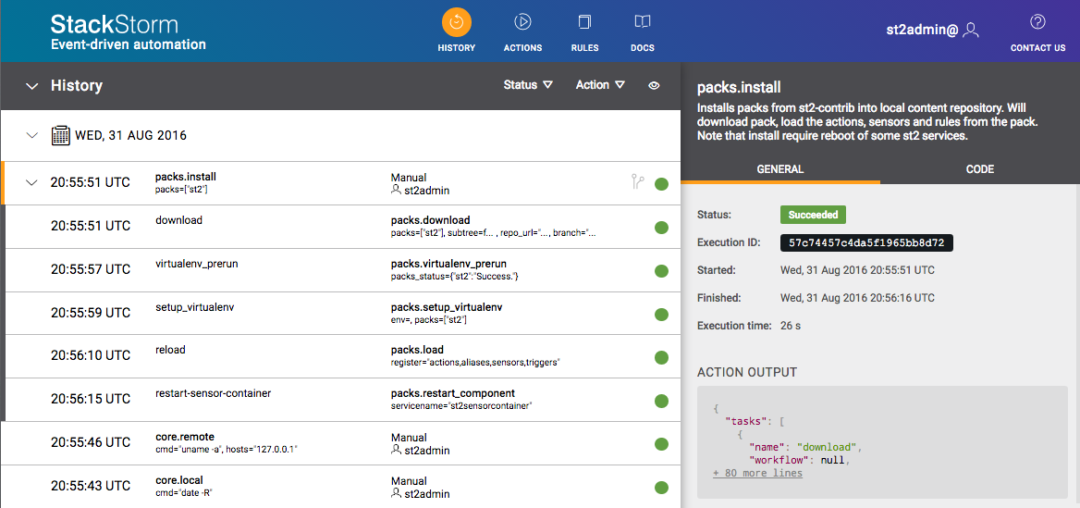 StackStorm
Event-driven automation
HISTORY
ACTIONS
RULES
DOCS
st2admin@
CONTACT US
History
Status
Action
WED, 31 AUG 2016
20:55:51 UTC
packs.install
packs=["st2"]
Manual
st2admin
20:55:51 UTC
download
packs.download
packs=["st2"], subtree=f... , repo_url="..., branch="...
20:55:57 UTC
virtualenv_prerun
packs.virtualenv_prerun
packs_status={"st2":"Success."}
20:55:59 UTC
setup_virtualenv
packs.setup_virtualenv
env=, packs=["st2"]
20:56:10 UTC
reload
packs.load
register="actions,aliases,sensors,triggers"
20:56:15 UTC
restart-sensor-container
packs.restart_component
servicename="st2sensorcontainer"
20:55:46 UTC
core.remote
cmd="uname -a", hosts="127.0.0.1"
Manual
st2admin
20:55:43 UTC
core.local
cmd="date -R"
Manual
st2admin
packs.install
Installs packs from st2-contrib into local content repository. Will
download pack, load the actions, sensors and rules from the pack.
Note that install require reboot of some st2 services.
GENERAL
CODE
Status:
Succeeded
Execution ID:
57c74457c4da5f1965bb8d72
Started:
Wed, 31 Aug 2016 20:55:51 UTC
Finished:
Wed, 31 Aug 2016 20:56:16 UTC
Execution time:
26 s
ACTION OUTPUT
{
"tasks": [
{
"name": "download",
"workflow": null,
+ 80 more lines